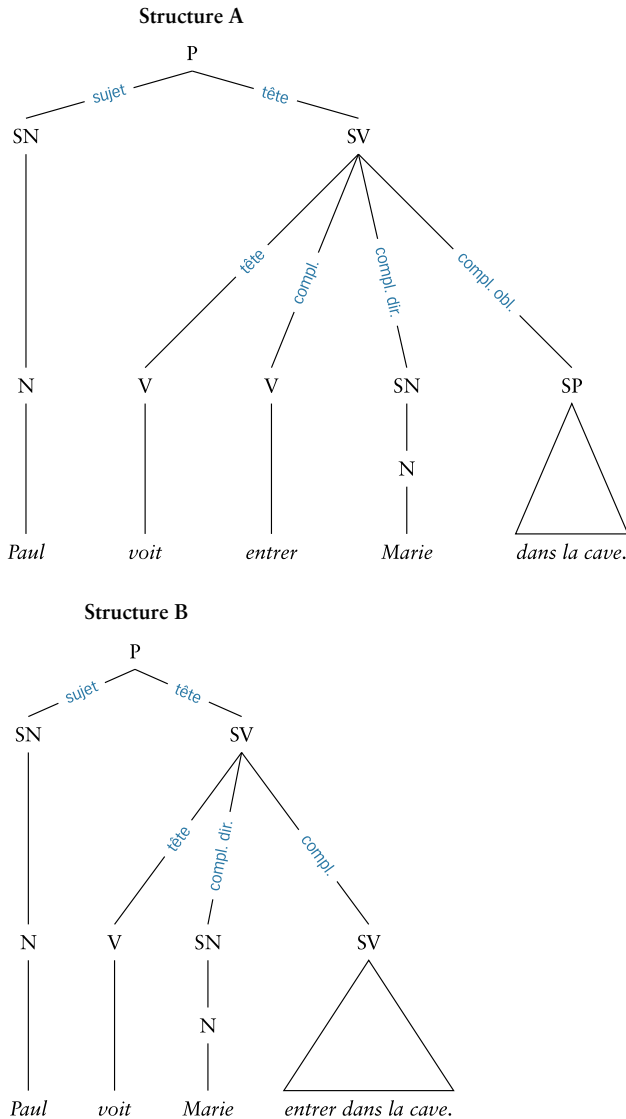 Structure A
P
sujet tête
SN SV
tête compl. compl. dir. compl. obl.
N V V SN SP
N
Paul voit entrer Marie dans la cave.
Structure B
P
sujet tête
SN SV
tête compl. dir. compl.
N V SN SV
N
Paul voit Marie entrer dans la cave.